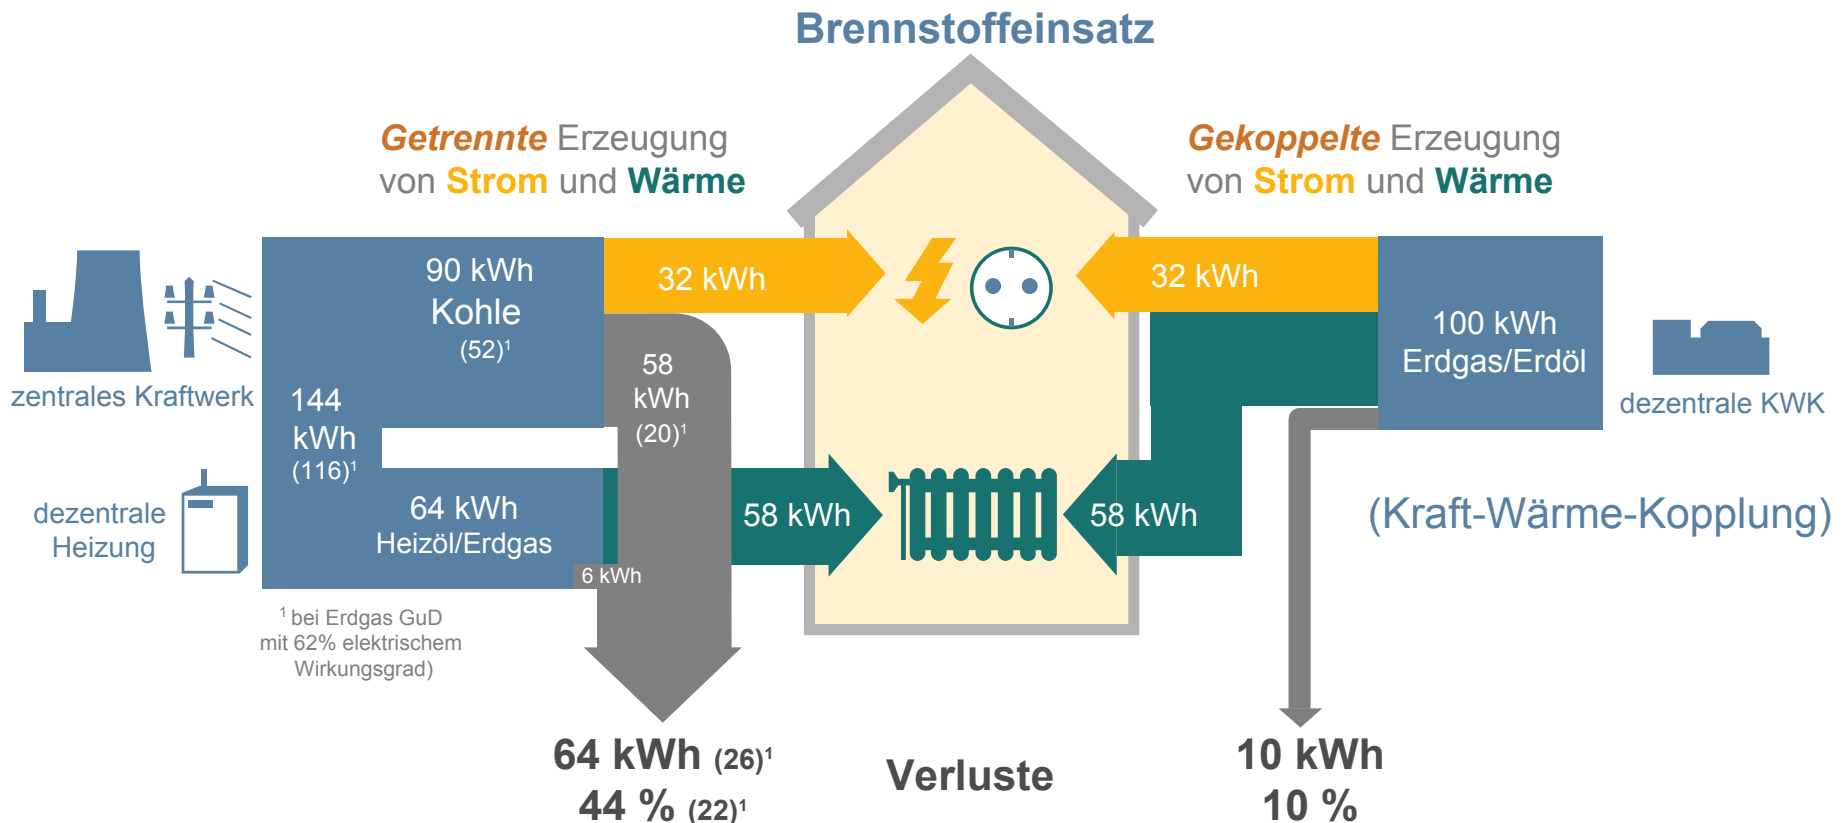 Brennstoffeinsatz
Getrennte Erzeugung
von Strom und Wärme
Gekoppelte Erzeugung
von Strom und Wärme
zentrales Kraftwerk
dezentrale
Heizung
144
kWh
(116)¹
90 kWh
Kohle
(52)¹
64 kWh
Heizöl/Erdgas
6 kWh
32 kWh
58
kWh
(20)¹
58 kWh
32 kWh
58 kWh
100 kWh
Erdgas/Erdöl
dezentrale KWK
(Kraft-Wärme-Kopplung)
¹ bei Erdgas GuD
mit 62% elektrischem
Wirkungsgrad)
64 kWh (26)¹
44 % (22)¹
Verluste
10 kWh
10 %